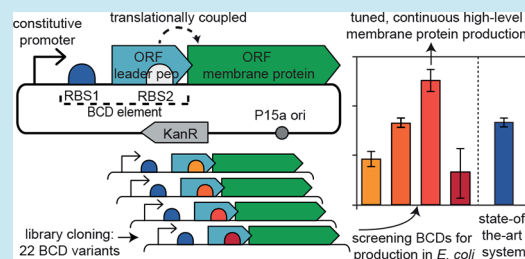 constitutive
promoter
translationally coupled
ORF
leader pep.
ORF
membrane protein
RBS1
RBS2
BCD element
KanR
P15a ori
library cloning:
22 BCD variants
tuned, continuous high-level
membrane protein production
screening BCDs for
production in E. coli
state-of
the-art
system